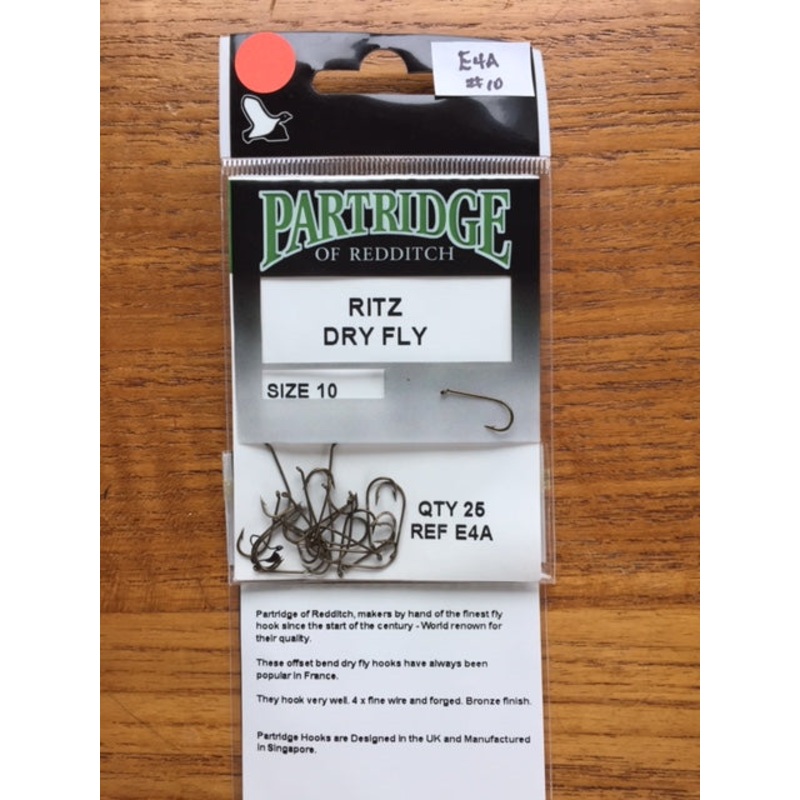 E4A
#10
PARTRIDGE
OF REDDITCH
RITZ
DRY FLY
SIZE 10
QTY 25
REF E4A
Partridge of Redditch, makers by hand of the finest fly
hook since the start of the century - World renown for
their quality.
These offset bend dry fly hooks have always been
popular in France.
They hook very well. 4 x fine wire and forged. Bronze finish.
Partridge Hooks are Designed in the UK and Manufactured
in Singapore.